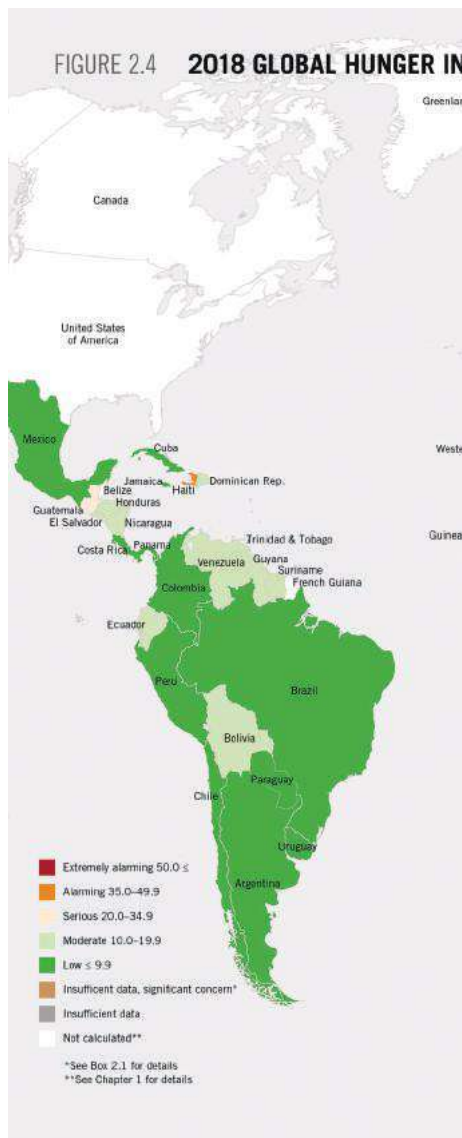 FIGURE 2.4 2018 GLOBAL HUNGER IN
Greenlan
Canada
United States
of America
Mexico
Cuba
Weste
Jamaica
Haiti
Dominican Rep.
Belize
Guatemala
Honduras
El Salvador
Nicaragua
Guinea
Trinidad & Tobago
Costa Rica
Panama
Venezuela
Guyana
Suriname
French Guiana
Colombia
Ecuador
Peru
Brazil
Bolivia
Chile
Paraguay
Uruguay
Argentina
Extremely alarming 50.0 ≤
Alarming 35.0–49.9
Serious 20.0–34.9
Moderate 10.0–19.9
Low ≤ 9.9
Insufficent data, significant concern*
Insufficient data
Not calculated**
*See Box 2.1 for details
**See Chapter 1 for details